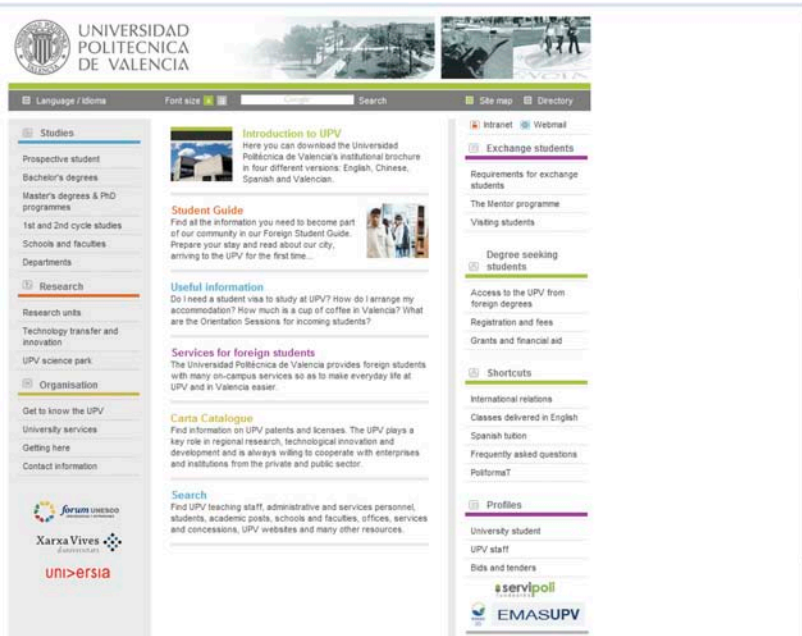 UNIVERSIDAD
POLITECNICA
DE VALENCIA
Language / Idioma
Font size
Google
Search
Site map
Directory
Studies
Prospective student
Bachelor's degrees
Master's degrees & PhD
programmes
1st and 2nd cycle studies
Schools and faculties
Departments
Research
Research units
Technology transfer and
innovation
UPV science park
Organisation
Get to know the UPV
University services
Getting here
Contact information
forum UNESCO
Xarxa Vives
d'universitats
uni>ersia
Introduction to UPV
Here you can download the Universidad
Politécnica de Valencia's institutional brochure
in four different versions: English, Chinese,
Spanish and Valencian.
Student Guide
Find all the information you need to become part
of our community in our Foreign Student Guide.
Prepare your stay and read about our city,
arriving to the UPV for the first time...
Useful information
Do I need a student visa to study at UPV? How do I arrange my
accommodation? How much is a cup of coffee in Valencia? What
are the Orientation Sessions for incoming students?
Services for foreign students
The Universidad Politécnica de Valencia provides foreign students
with many on-campus services so as to make everyday life at
UPV and in Valencia easier.
Carta Catalogue
Find information on UPV patents and licenses. The UPV plays a
key role in regional research, technological innovation and
development and is always willing to cooperate with enterprises
and institutions from the private and public sector.
Search
Find UPV teaching staff, administrative and services personnel,
students, academic posts, schools and faculties, offices, services
and concessions, UPV websites and many other resources.
Intranet
Webmail
Exchange students
Requirements for exchange
students
The Mentor programme
Visiting students
Degree seeking
students
Access to the UPV from
foreign degrees
Registration and fees
Grants and financial aid
Shortcuts
International relations
Classes delivered in English
Spanish tuition
Frequently asked questions
PoliformaT
Profiles
University student
UPV staff
Bids and tenders
servipoli
EMASUPV